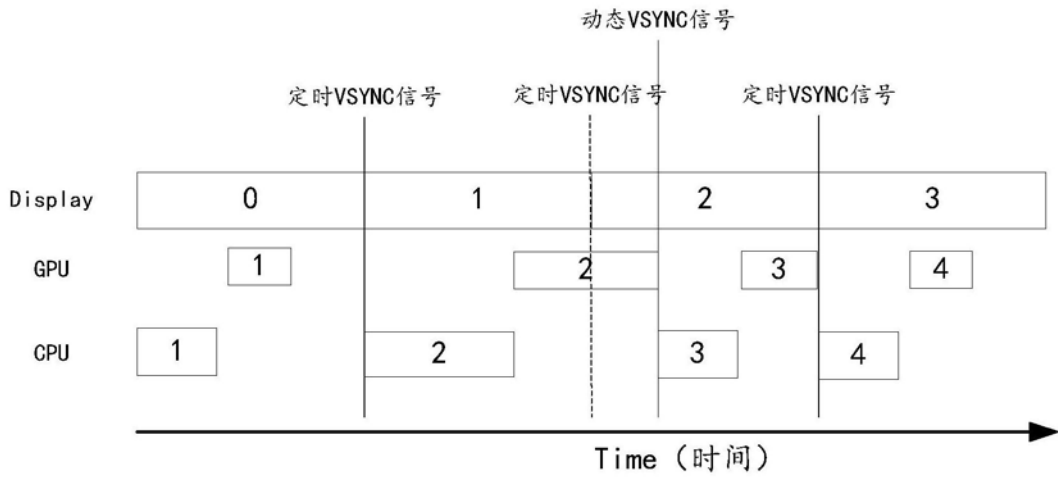 动态VSYNC信号
定时VSYNC信号 定时VSYNC信号 定时VSYNC信号
Display 0 1 2 3
GPU 1 2 3 4
CPU 1 2 3 4
Time (时间)